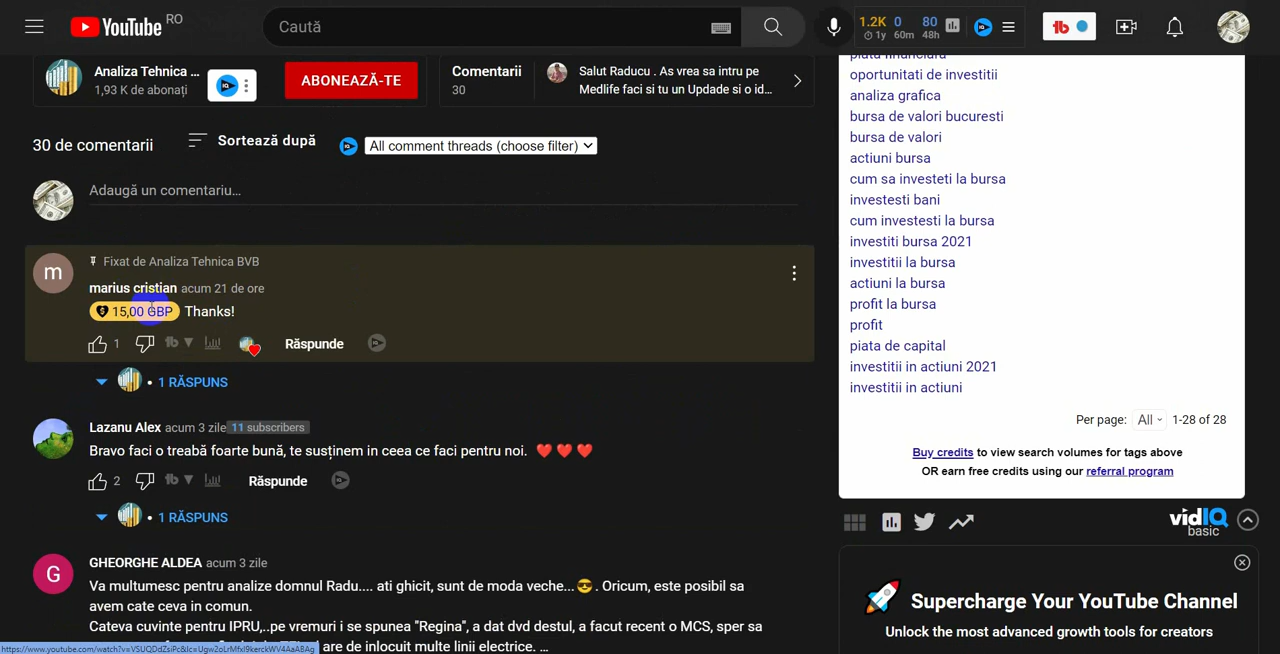 YouTube RO
Caută
1.2K 0 80
1y 60m 48h
Analiza Tehnica ...
1,93 K de abonați
ABONEAZĂ-TE
Comentarii
30
Salut Raducu . As vrea sa intru pe
Medlife faci si tu un Updade si o id...
30 de comentarii
Sortează după
All comment threads (choose filter)
Adaugă un comentariu...
Fixat de Analiza Tehnica BVB
m
marius cristian acum 21 de ore
15,00 GBP Thanks!
1
Răspunde
• 1 RĂSPUNS
Lazanu Alex acum 3 zile 11 subscribers
Bravo faci o treabă foarte bună, te susținem in ceea ce faci pentru noi. ❤️ ❤️ ❤️
2
Răspunde
• 1 RĂSPUNS
G
GHEORGHE ALDEA acum 3 zile
Va multumesc pentru analize domnul Radu.... ati ghicit, sunt de moda veche...😎. Oricum, este posibil sa
avem cate ceva in comun.
Cateva cuvinte pentru IPRU,..pe vremuri i se spunea "Regina", a dat dvd destul, a facut recent o MCS, sper sa
are de inlocuit multe linii electrice. ...
oportunitati de investitii
analiza grafica
bursa de valori bucuresti
bursa de valori
actiuni bursa
cum sa investeti la bursa
investesti bani
cum investesti la bursa
investiti bursa 2021
investitii la bursa
actiuni la bursa
profit la bursa
profit
piata de capital
investitii in actiuni 2021
investitii in actiuni
Per page: All 1-28 of 28
Buy credits to view search volumes for tags above
OR earn free credits using our referral program
vidIQ
basic
Supercharge Your YouTube Channel
Unlock the most advanced growth tools for creators